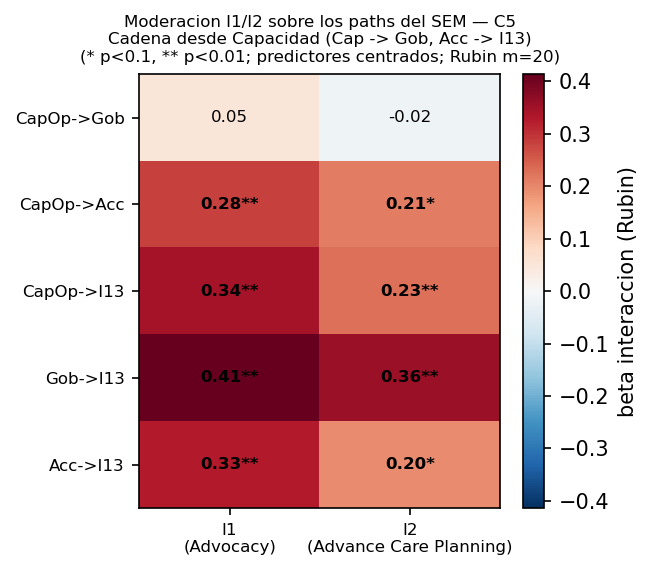 Moderacion I1/I2 sobre los paths del SEM — C5
Cadena desde Capacidad (Cap -> Gob, Acc -> I13)
(* p<0.1, ** p<0.01; predictores centrados; Rubin m=20)
CapOp->Gob 0.05 -0.02
CapOp->Acc 0.28** 0.21*
CapOp->I13 0.34** 0.23**
Gob->I13 0.41** 0.36**
Acc->I13 0.33** 0.20*
I1 I2
(Advocacy) (Advance Care Planning)
0.4
0.3
0.2
0.1
0.0
−0.1
−0.2
−0.3
−0.4
beta interaccion (Rubin)